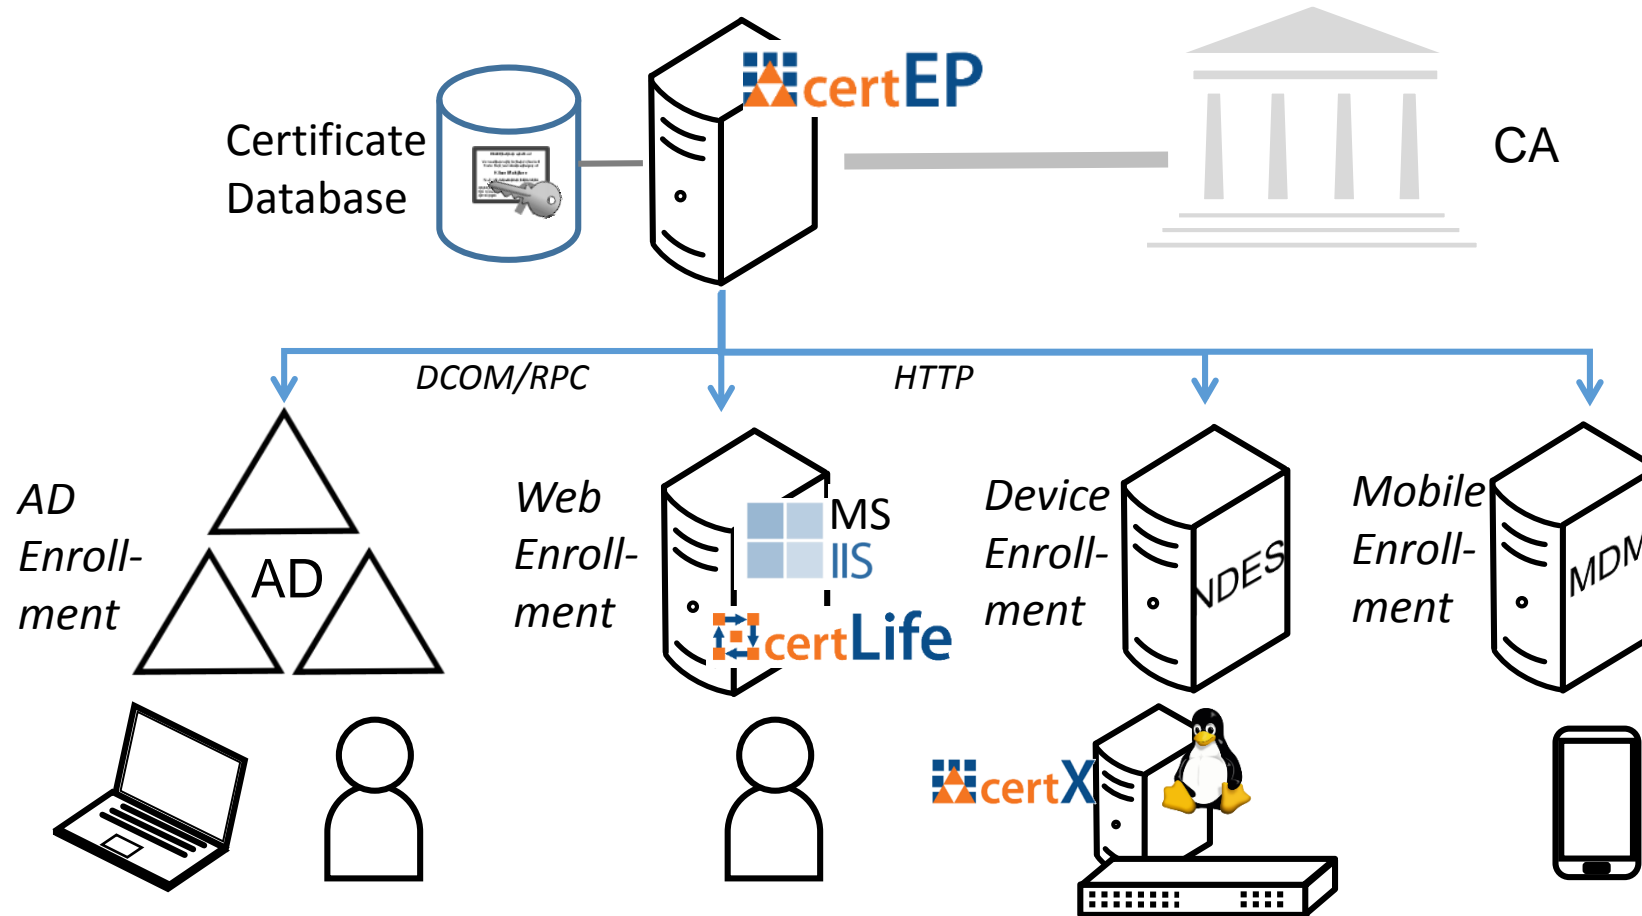 certEP
Certificate
Database
CA
DCOM/RPC
HTTP
AD
Enroll-
ment
AD
Web
Enroll-
ment
MS
IIS
certLife
Device
Enroll-
ment
NDES
Mobile
Enroll-
ment
MDM
certX